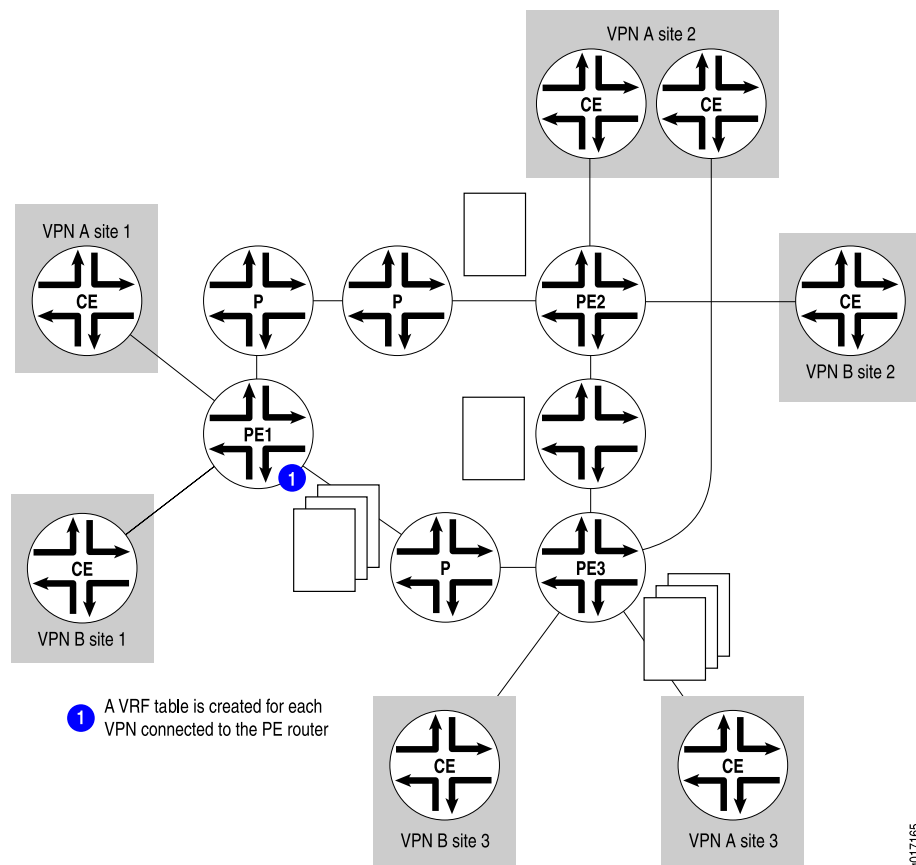 VPN A site 2
CE
CE
VPN A site 1
CE
P
P
PE2
CE
VPN B site 2
PE1
1
CE
VPN B site 1
P
PE3
1
A VRF table is created for each
VPN connected to the PE router
CE
VPN B site 3
CE
VPN A site 3